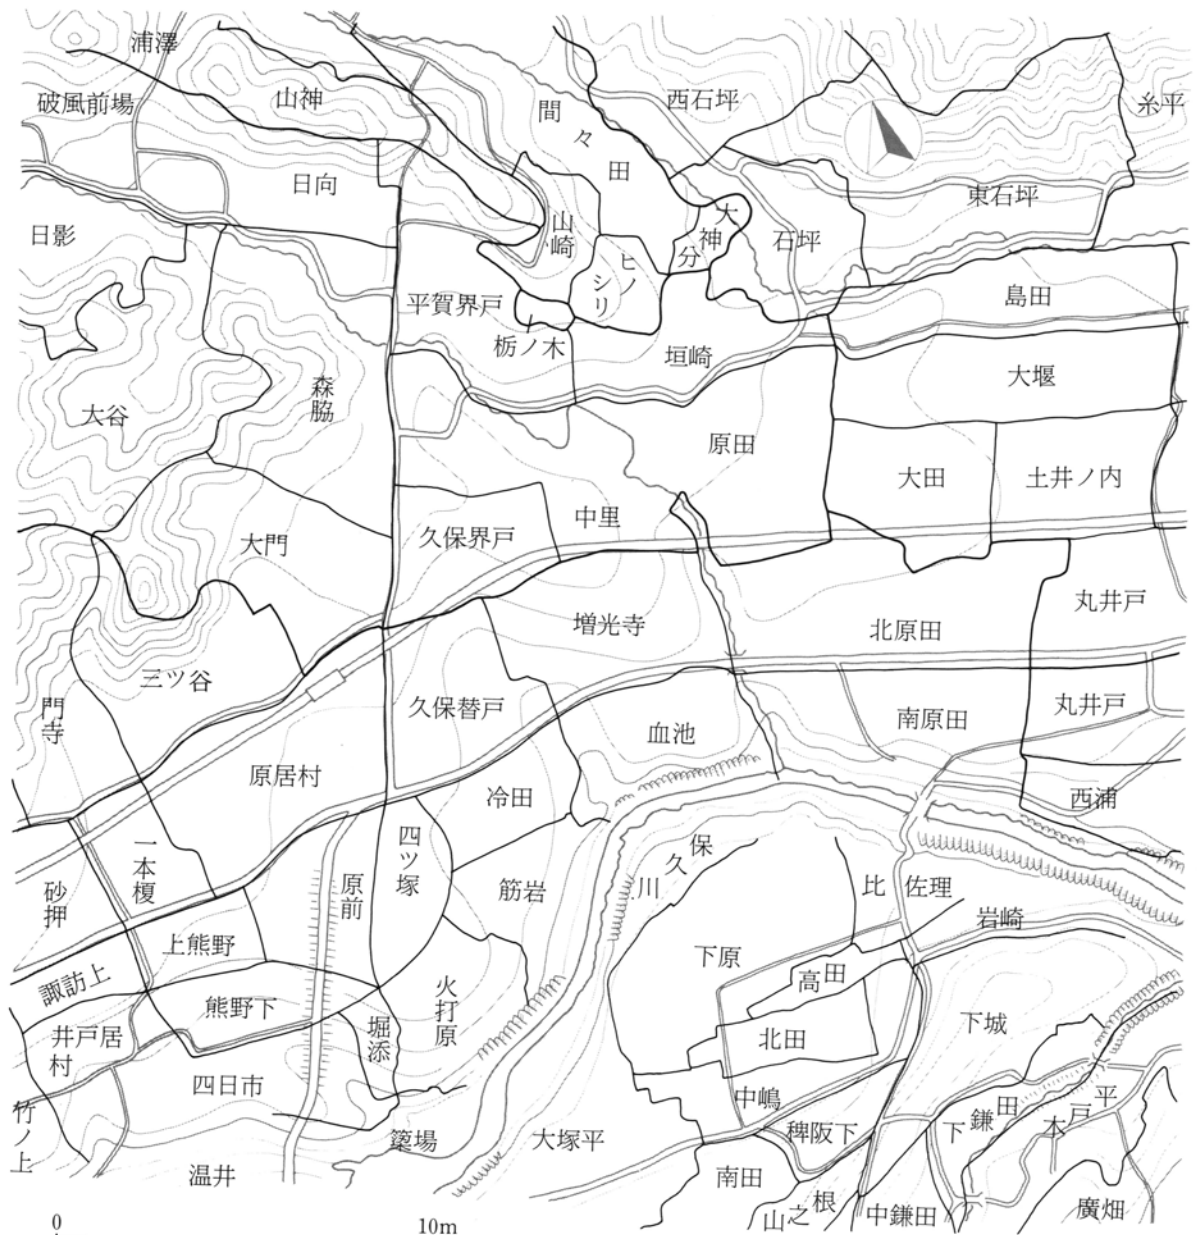 浦澤
破風前場
山神
間々田
西石坪
糸平
日向
日影
山崎
大神分
石坪
東石坪
ヒノシリ
平賀界戸
栃ノ木
垣崎
島田
大堰
森脇
大谷
原田
大田
土井ノ内
中里
久保界戸
大門
増光寺
北原田
丸井戸
三ツ谷
門寺
久保替戸
血池
南原田
丸井戸
原居村
冷田
西浦
一本榎
四ツ塚
久保川
砂押
原前
筋岩
比佐理
岩崎
上熊野
下原
高田
諏訪上
熊野下
火打原
堀添
下城
井戸居村
北田
四日市
中嶋
竹ノ上
築場
大塚平
稗阪下
下鎌田
本戸平
温井
南田
山之根
中鎌田
廣畑
0
10m